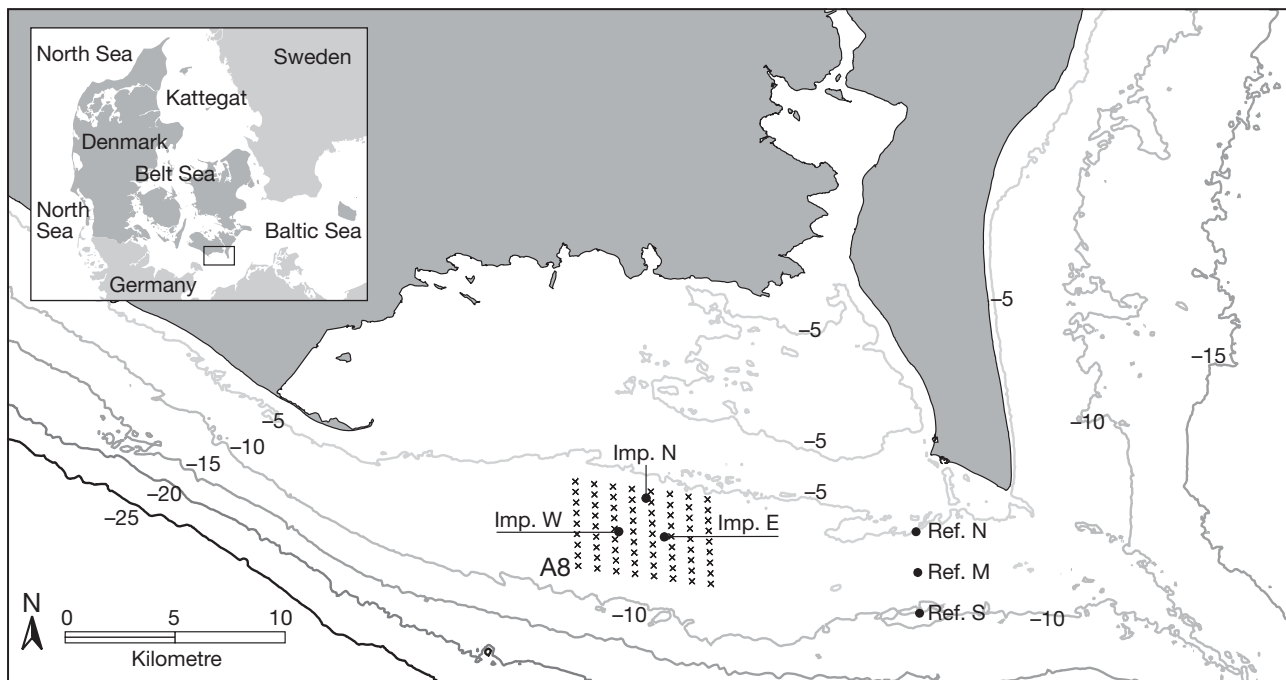 North Sea
Sweden
Kattegat
Denmark
Belt Sea
North
Sea
Baltic Sea
Germany
–5
–5
–15
–5
–10
–15
–20
–25
–5
–5
–10
Imp. N
Imp. W
Imp. E
A8
Ref. N
Ref. M
Ref. S
–10
–10
N
0 5 10
Kilometre